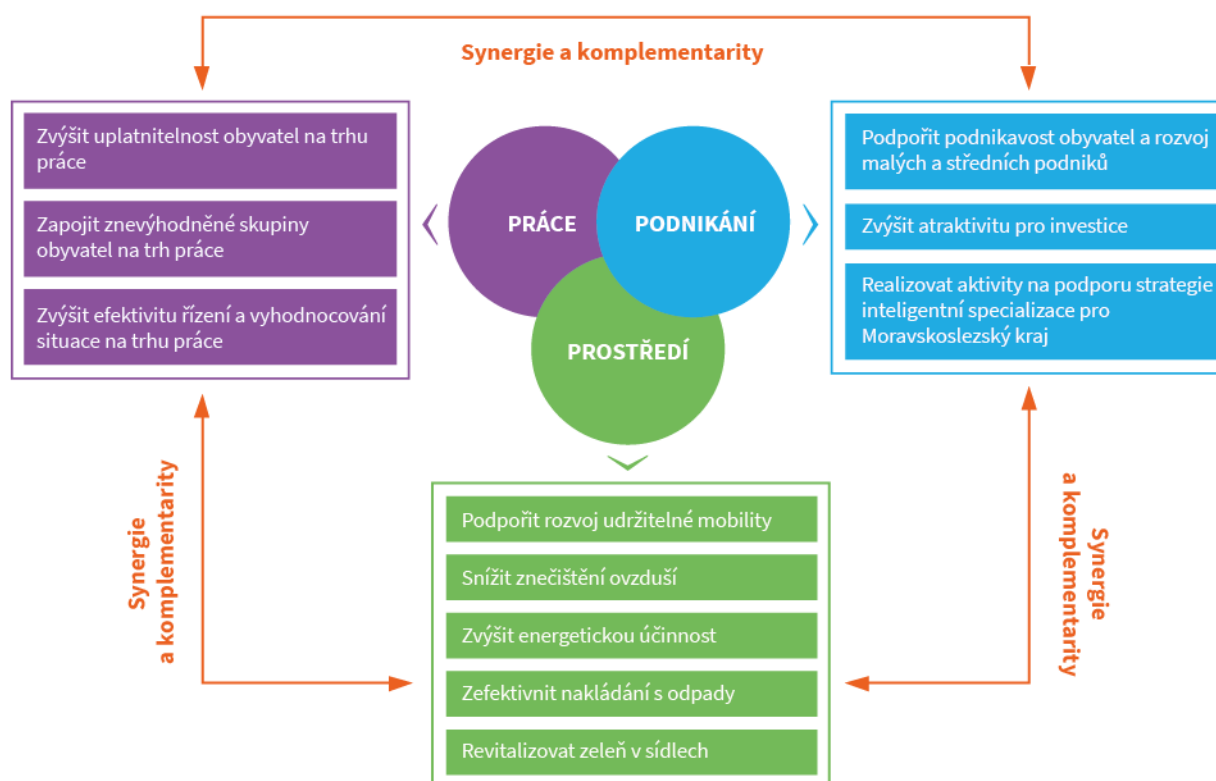 Synergie a komplementarity
Zvýšit uplatnitelnost obyvatel na trhu
práce
Zapojit znevýhodněné skupiny
obyvatel na trh práce
Zvýšit efektivitu řízení a vyhodnocování
situace na trhu práce
PRÁCE
PODNIKÁNÍ
PROSTŘEDÍ
Podpořit podnikavost obyvatel a rozvoj
malých a středních podniků
Zvýšit atraktivitu pro investice
Realizovat aktivity na podporu strategie
inteligentní specializace pro
Moravskoslezský kraj
Synergie
a komplementarity
Podpořit rozvoj udržitelné mobility
Snížit znečištění ovzduší
Zvýšit energetickou účinnost
Zefektivnit nakládání s odpady
Revitalizovat zeleň v sídlech
Synergie
a komplementarity